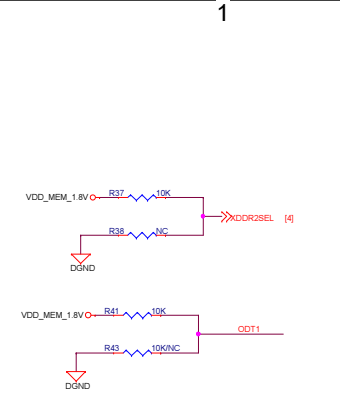 1
R37 10K
VDD_MEM_1.8V
XDDR2SEL [4]
R38 NC
DGND
R41 10K
VDD_MEM_1.8V
ODT1
R43 10K/NC
DGND